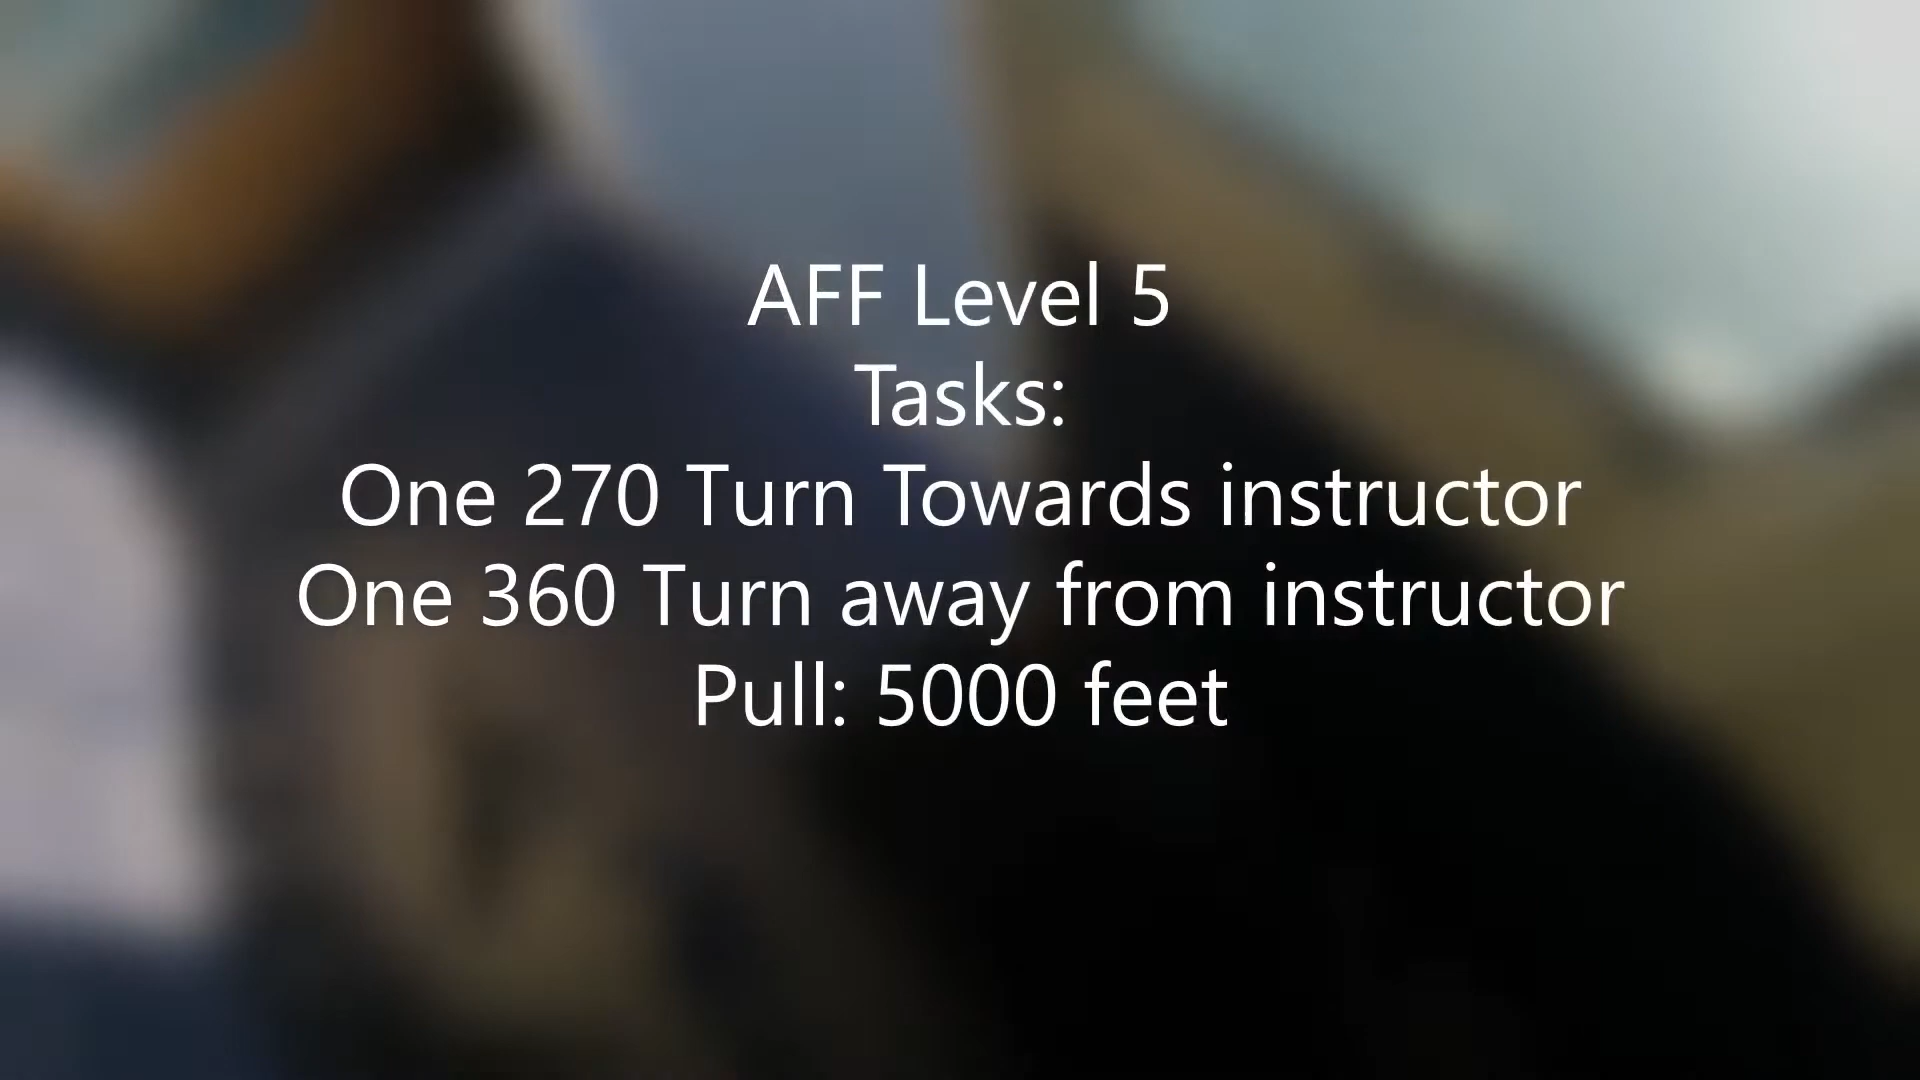 AFF Level 5
Tasks:
One 270 Turn Towards instructor
One 360 Turn away from instructor
Pull: 5000 feet